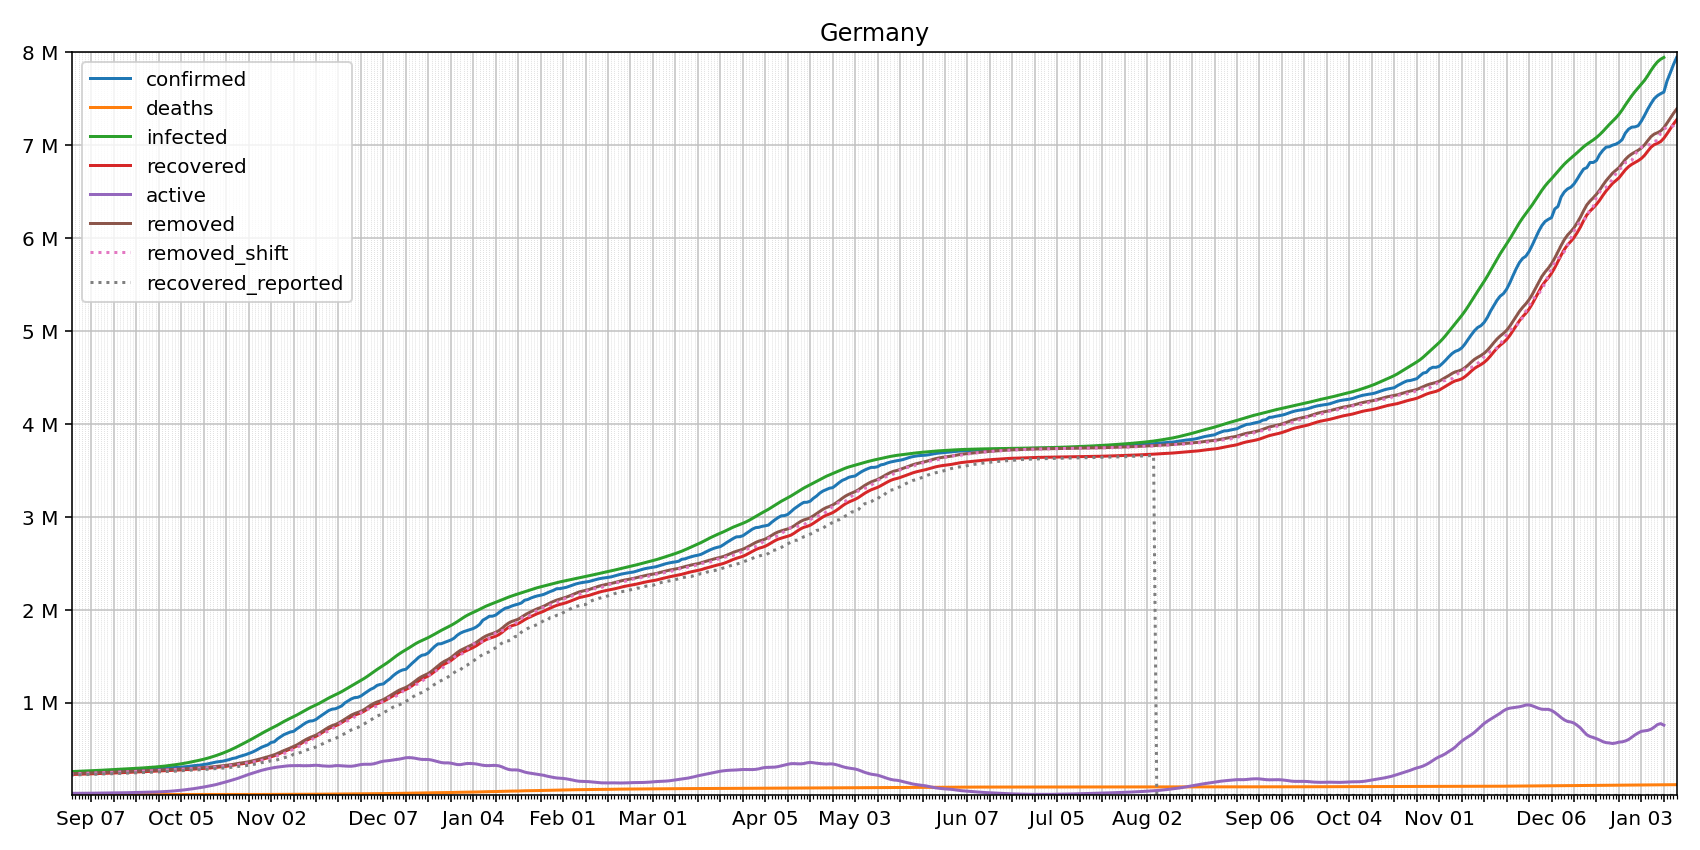 Germany
8 M
7 M
6 M
5 M
4 M
3 M
2 M
1 M
confirmed
deaths
infected
recovered
active
removed
removed_shift
recovered_reported
Sep 07 Oct 05 Nov 02 Dec 07 Jan 04 Feb 01 Mar 01 Apr 05 May 03 Jun 07 Jul 05 Aug 02 Sep 06 Oct 04 Nov 01 Dec 06 Jan 03